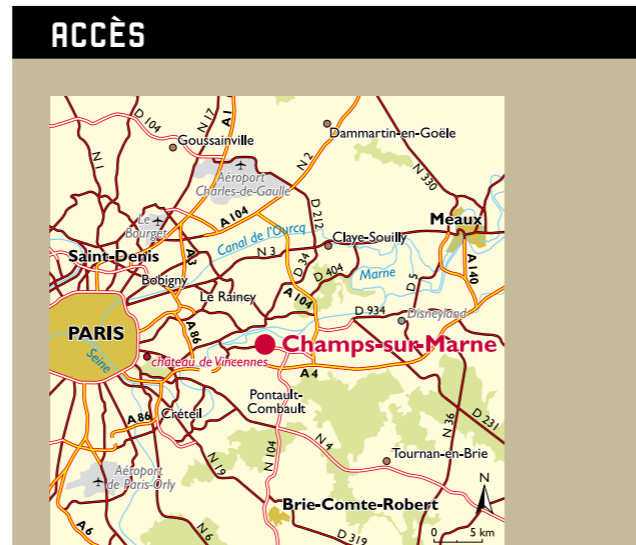 ACCÈS
D 104
N 17
A1
Goussainville
Dammartin-en-Goële
N 1
N 2
N 330
Aéroport
Charles-de-Gaulle
D 212
Le
Bourget
A 104
Meaux
Canal de l'Ourcq
Claye-Souilly
Saint-Denis
A3
N 3
D 34
D 404
Marne
A 140
Bobigny
D 5
Le Raincy
A 104
D 934
Disneyland
PARIS
A 86
Champs-sur-Marne
Seine
château de Vincennes
A 4
Pontault-
Combault
A 86
Créteil
N 36
D 231
N 4
N 104
Tournan-en-Brie
N 19
Aéroport
de Paris-Orly
N
Brie-Comte-Robert
A6
N 6
D 319
0 5 km